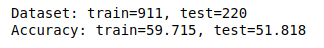 Dataset: train=911, test=220
Accuracy: train=59.715, test=51.818